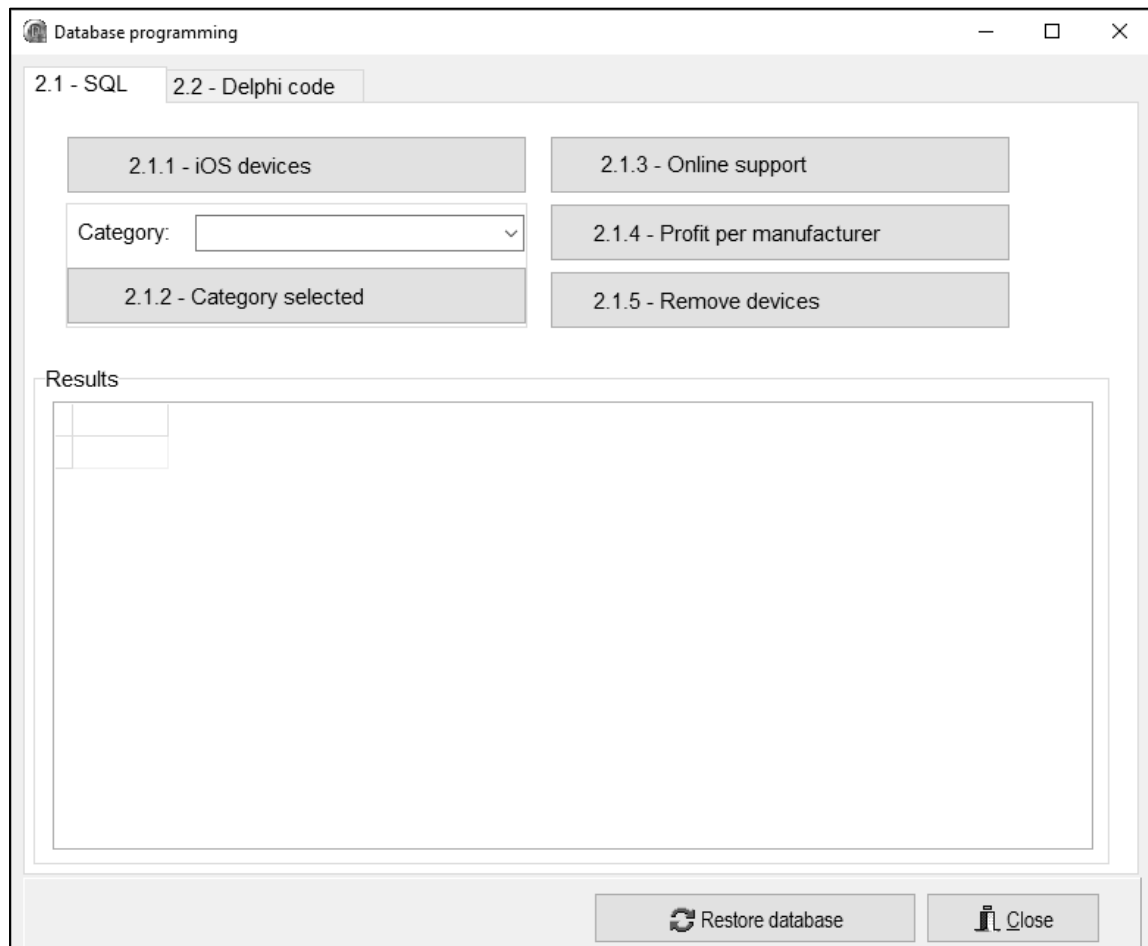 Database programming
2.1 - SQL
2.2 - Delphi code
2.1.1 - iOS devices
2.1.3 - Online support
Category:
2.1.4 - Profit per manufacturer
2.1.2 - Category selected
2.1.5 - Remove devices
Results
Restore database
Close